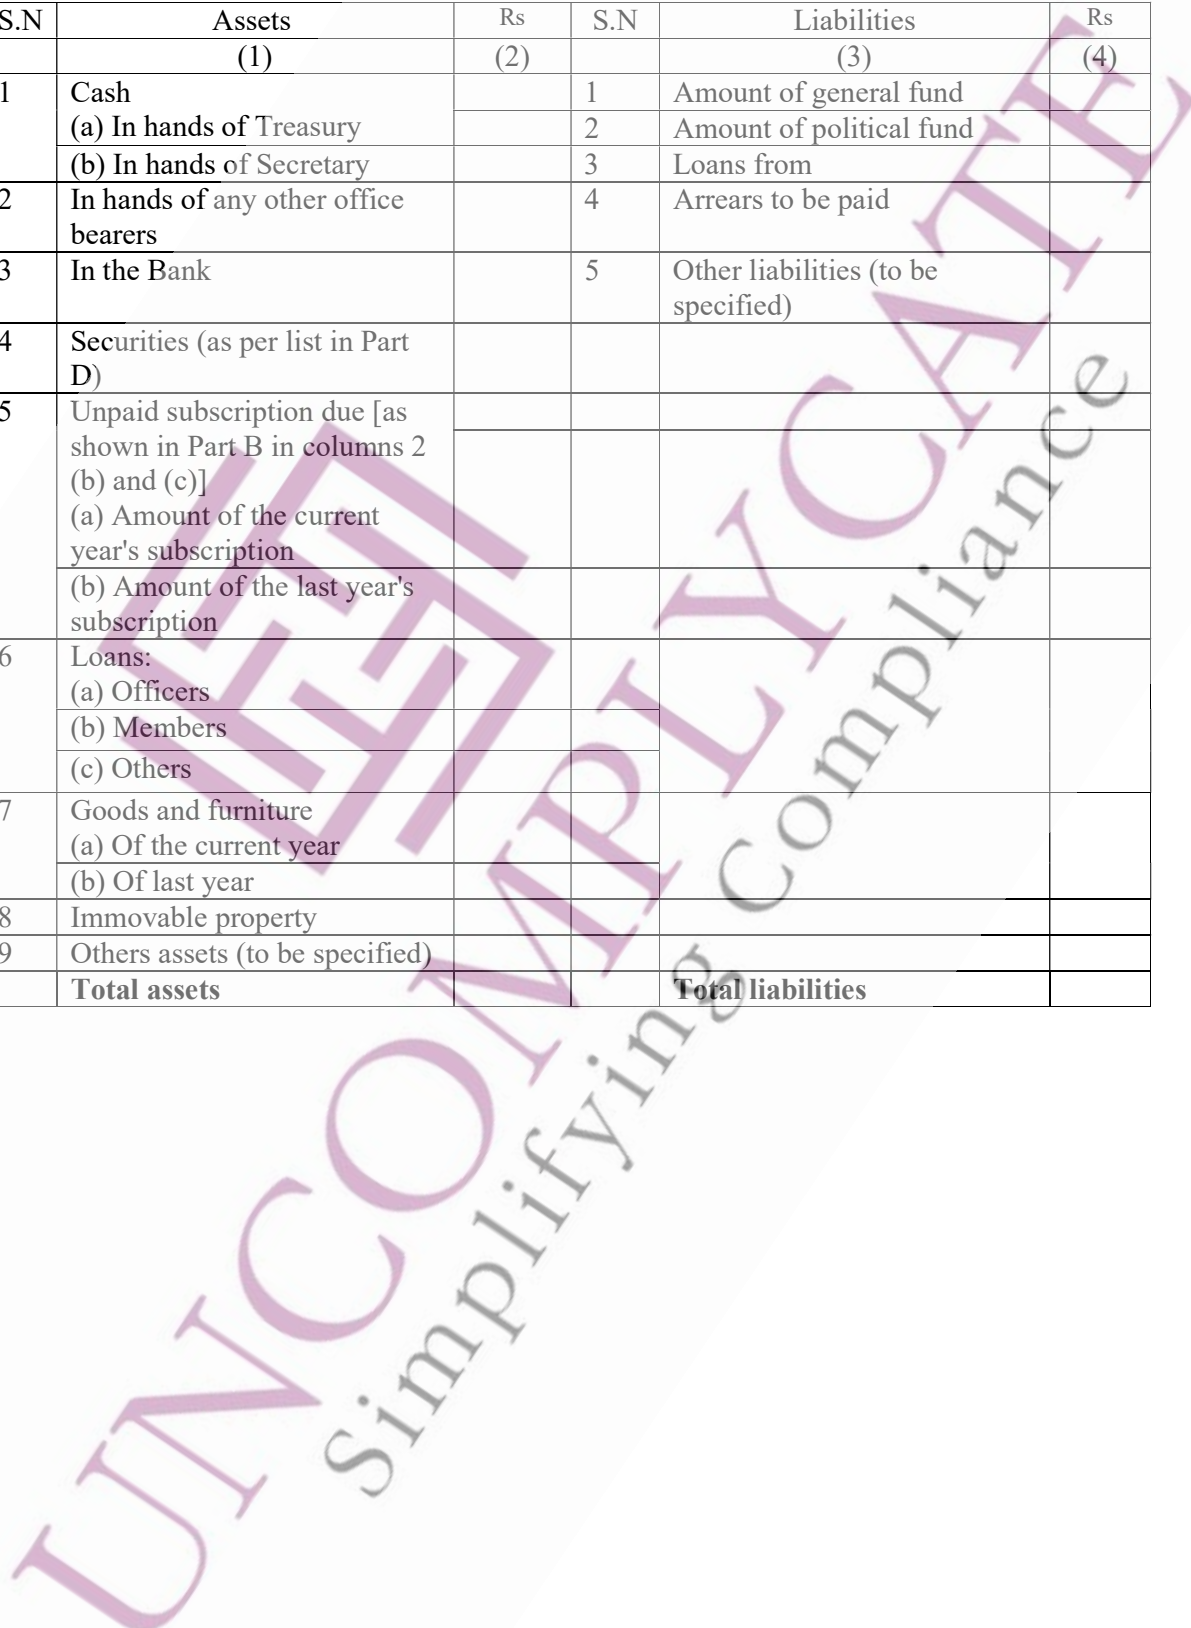 S.N Assets Rs S.N Liabilities Rs
(1) (2) (3) (4)
1 Cash 1 Amount of general fund
(a) In hands of Treasury 2 Amount of political fund
(b) In hands of Secretary 3 Loans from
2 In hands of any other office 4 Arrears to be paid
bearers
3 In the Bank 5 Other liabilities (to be
specified)
4 Securities (as per list in Part
D)
5 Unpaid subscription due [as
shown in Part B in columns 2
(b) and (c)]
(a) Amount of the current
year's subscription
(b) Amount of the last year's
subscription
6 Loans:
(a) Officers
(b) Members
(c) Others
7 Goods and furniture
(a) Of the current year
(b) Of last year
8 Immovable property
9 Others assets (to be specified)
Total assets Total liabilities
UNCOMPLYCATE
Simplifying Compliance